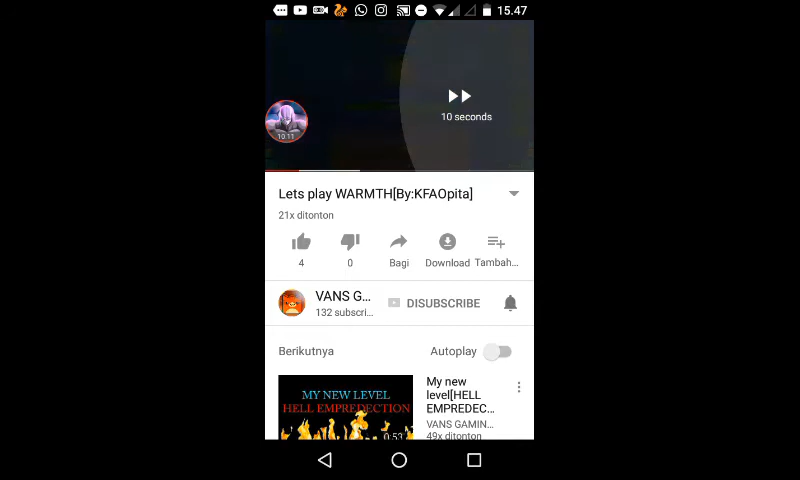 15.47
10 seconds
10.11
Lets play WARMTH[By:KFAOpita]
21x ditonton
4
0
Bagi
Download
Tambah...
VANS G...
DISUBSCRIBE
132 subscri...
Berikutnya
Autoplay
MY NEW LEVEL
HELL EMPREDECTION
0:53
My new
level[HELL
EMPREDEC...
VANS GAMIN...
49x ditonton